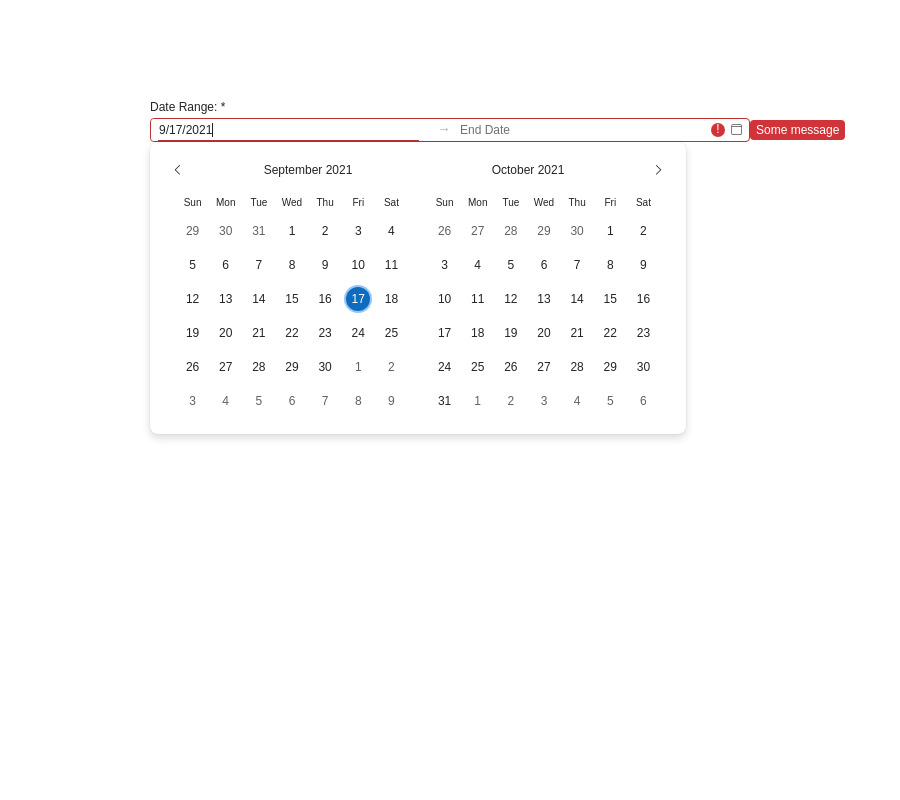 Date Range: *
9/17/2021 → End Date ! Some message
September 2021 October 2021
Sun Mon Tue Wed Thu Fri Sat Sun Mon Tue Wed Thu Fri Sat
29 30 31 1 2 3 4 26 27 28 29 30 1 2
5 6 7 8 9 10 11 3 4 5 6 7 8 9
12 13 14 15 16 17 18 10 11 12 13 14 15 16
19 20 21 22 23 24 25 17 18 19 20 21 22 23
26 27 28 29 30 1 2 24 25 26 27 28 29 30
3 4 5 6 7 8 9 31 1 2 3 4 5 6